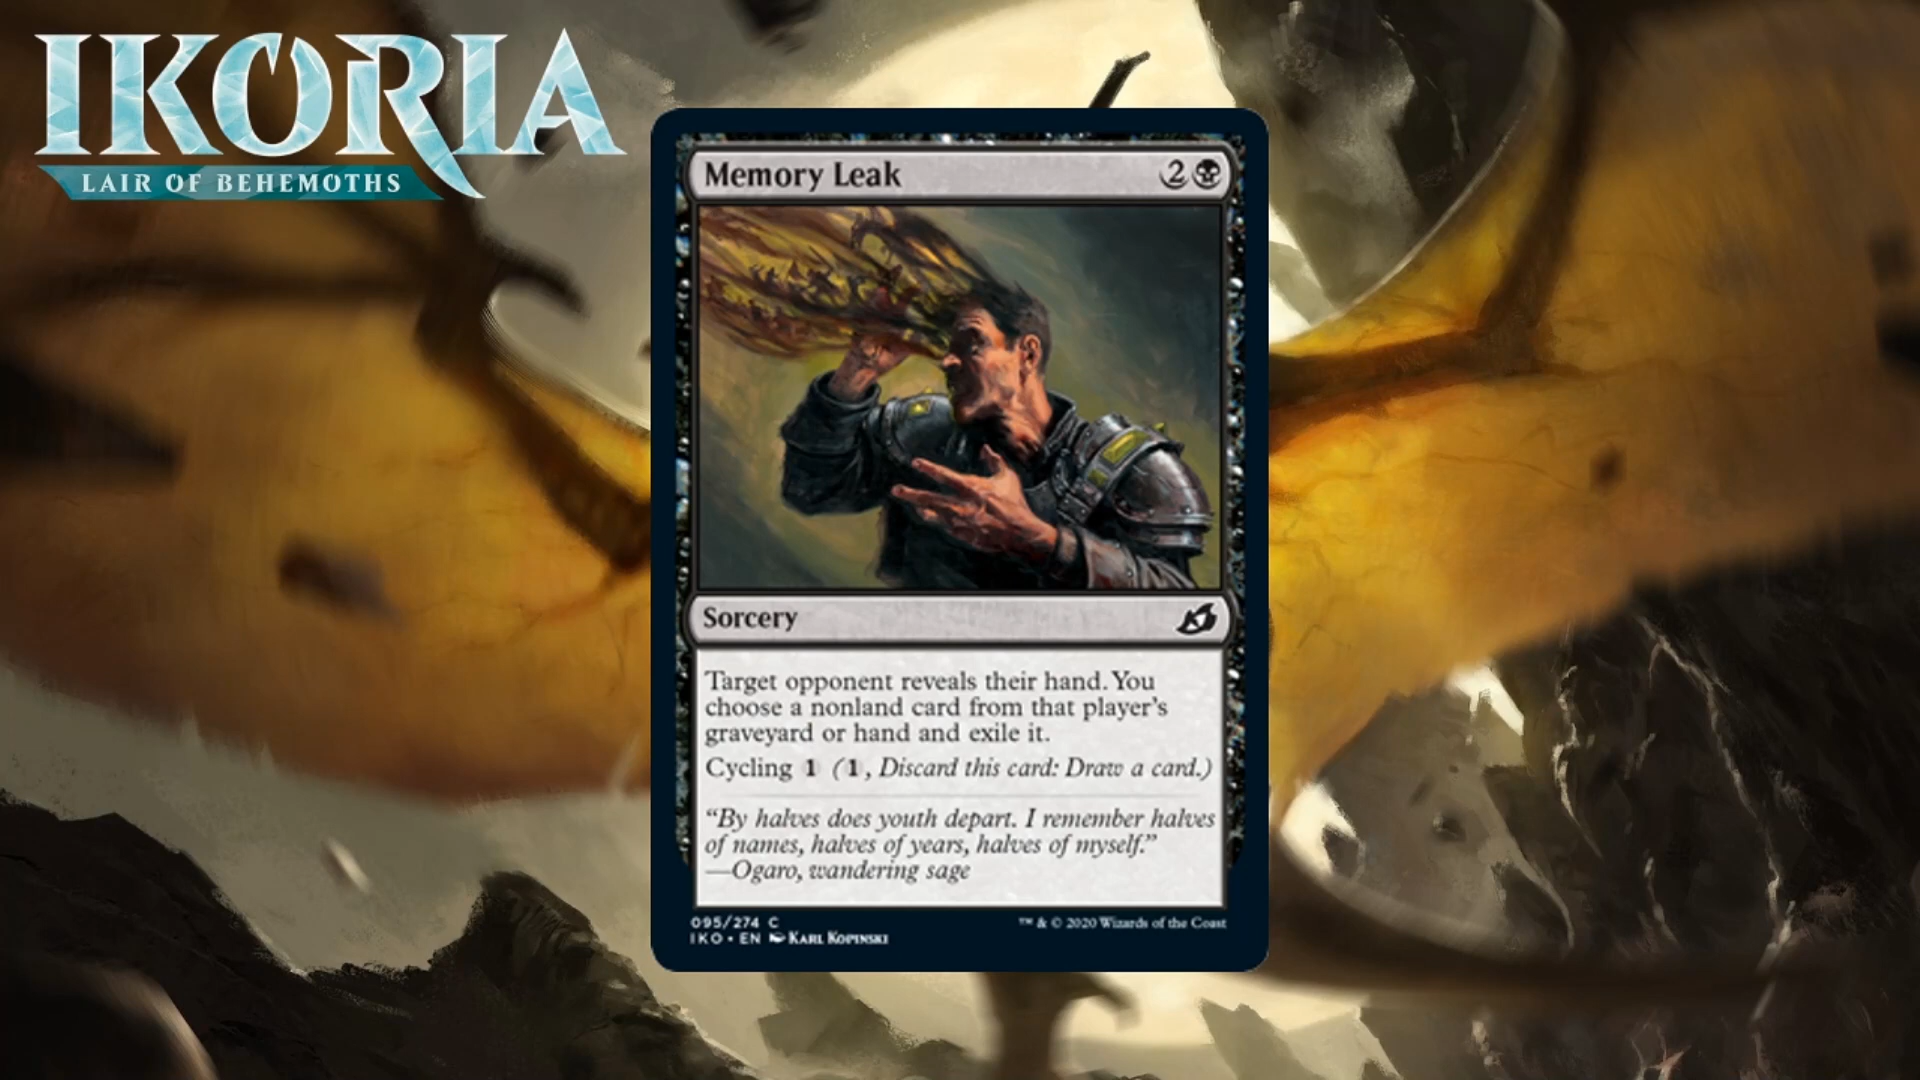 IKORIA
LAIR OF BEHEMOTHS
Memory Leak 2
Sorcery
Target opponent reveals their hand. You
choose a nonland card from that player's
graveyard or hand and exile it.
Cycling 1 (1, Discard this card: Draw a card.)
“By halves does youth depart. I remember halves
of names, halves of years, halves of myself.”
—Ogaro, wandering sage
095/274 C
™ & © 2020 Wizards of the Coast
IKO • EN KARL KOPINSKI